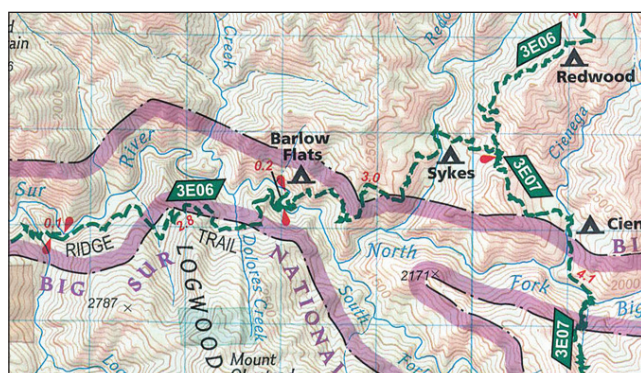 Creek
3E06
Redwood
Cienega
River
Barlow
Flats
0.2
3.0
Sykes
3E07
Sur
0.1
3E06
2.8
RIDGE
TRAIL
BIG
SUR
LOGWOOD
Dolores Creek
NATIONAL
North
South
Fork
Cien
BI
4.1
2171
2787
Big
3E07
Mount